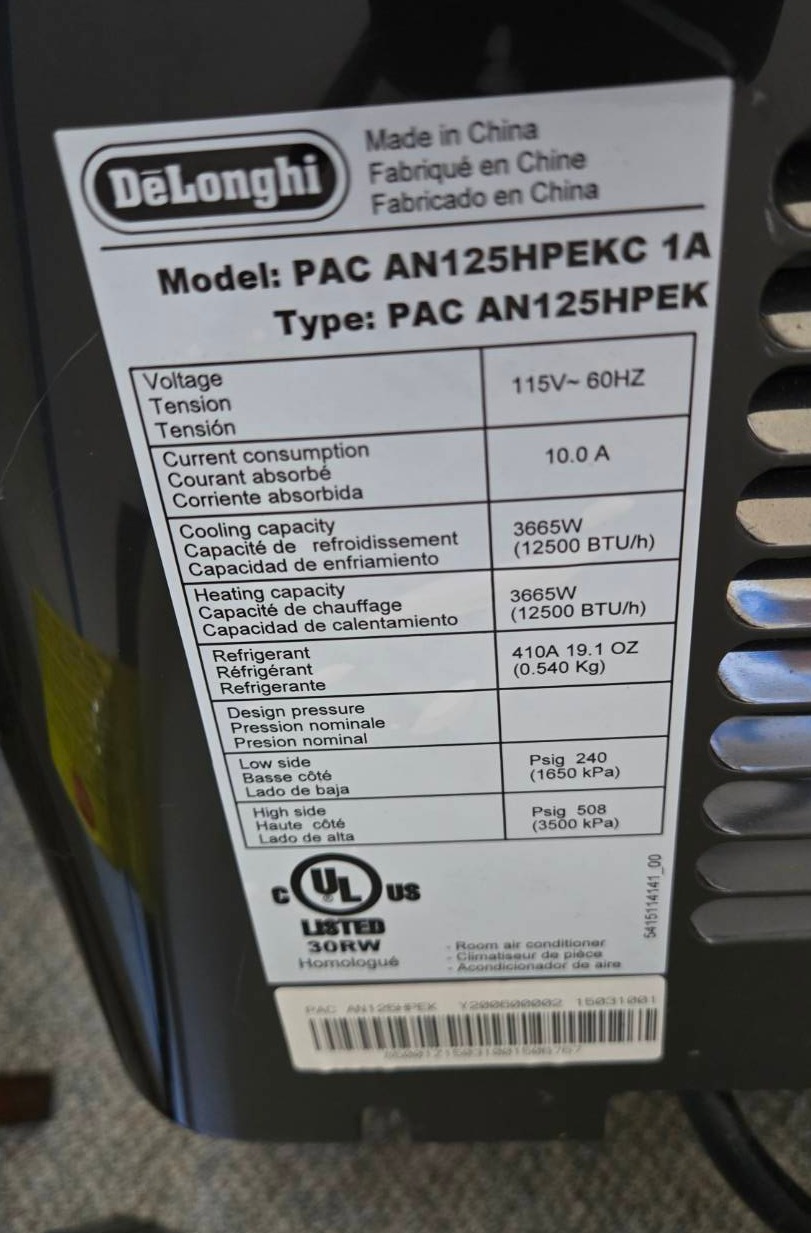 DeLonghi
Made in China
Fabriqué en Chine
Fabricado en China
Model: PAC AN125HPEKC 1A
Type: PAC AN125HPEK
Voltage
Tension
Tensión
115V~ 60HZ
Current consumption
Courant absorbé
Corriente absorbida
10.0 A
Cooling capacity
Capacité de refroidissement
Capacidad de enfriamiento
3665W
(12500 BTU/h)
Heating capacity
Capacité de chauffage
Capacidad de calentamiento
3665W
(12500 BTU/h)
Refrigerant
Réfrigérant
Refrigerante
410A 19.1 OZ
(0.540 Kg)
Design pressure
Pression nominale
Presion nominal
Low side
Basse côté
Lado de baja
Psig 240
(1650 kPa)
High side
Haute côté
Lado de alta
Psig 508
(3500 kPa)
C UL® US
LISTED
30RW
Homologué
- Room air conditioner
- Climatiseur de pièce
- Acondicionador de aire
5415114141_00
PAC AN125HPEK Y200600002 15031001